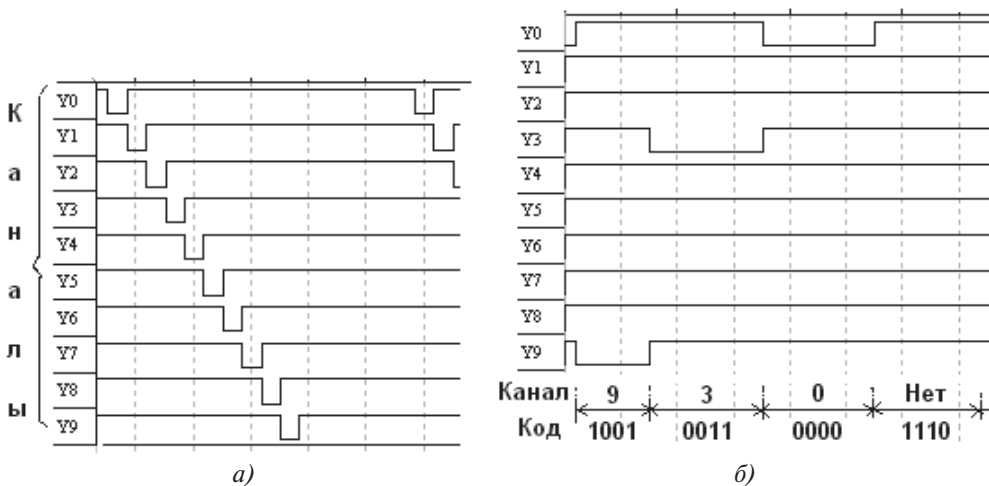 К
а
н
а
л
ы
Y0
Y1
Y2
Y3
Y4
Y5
Y6
Y7
Y8
Y9
а)
Y0
Y1
Y2
Y3
Y4
Y5
Y6
Y7
Y8
Y9
Канал 9 3 0 Нет
Код 1001 0011 0000 1110
б)